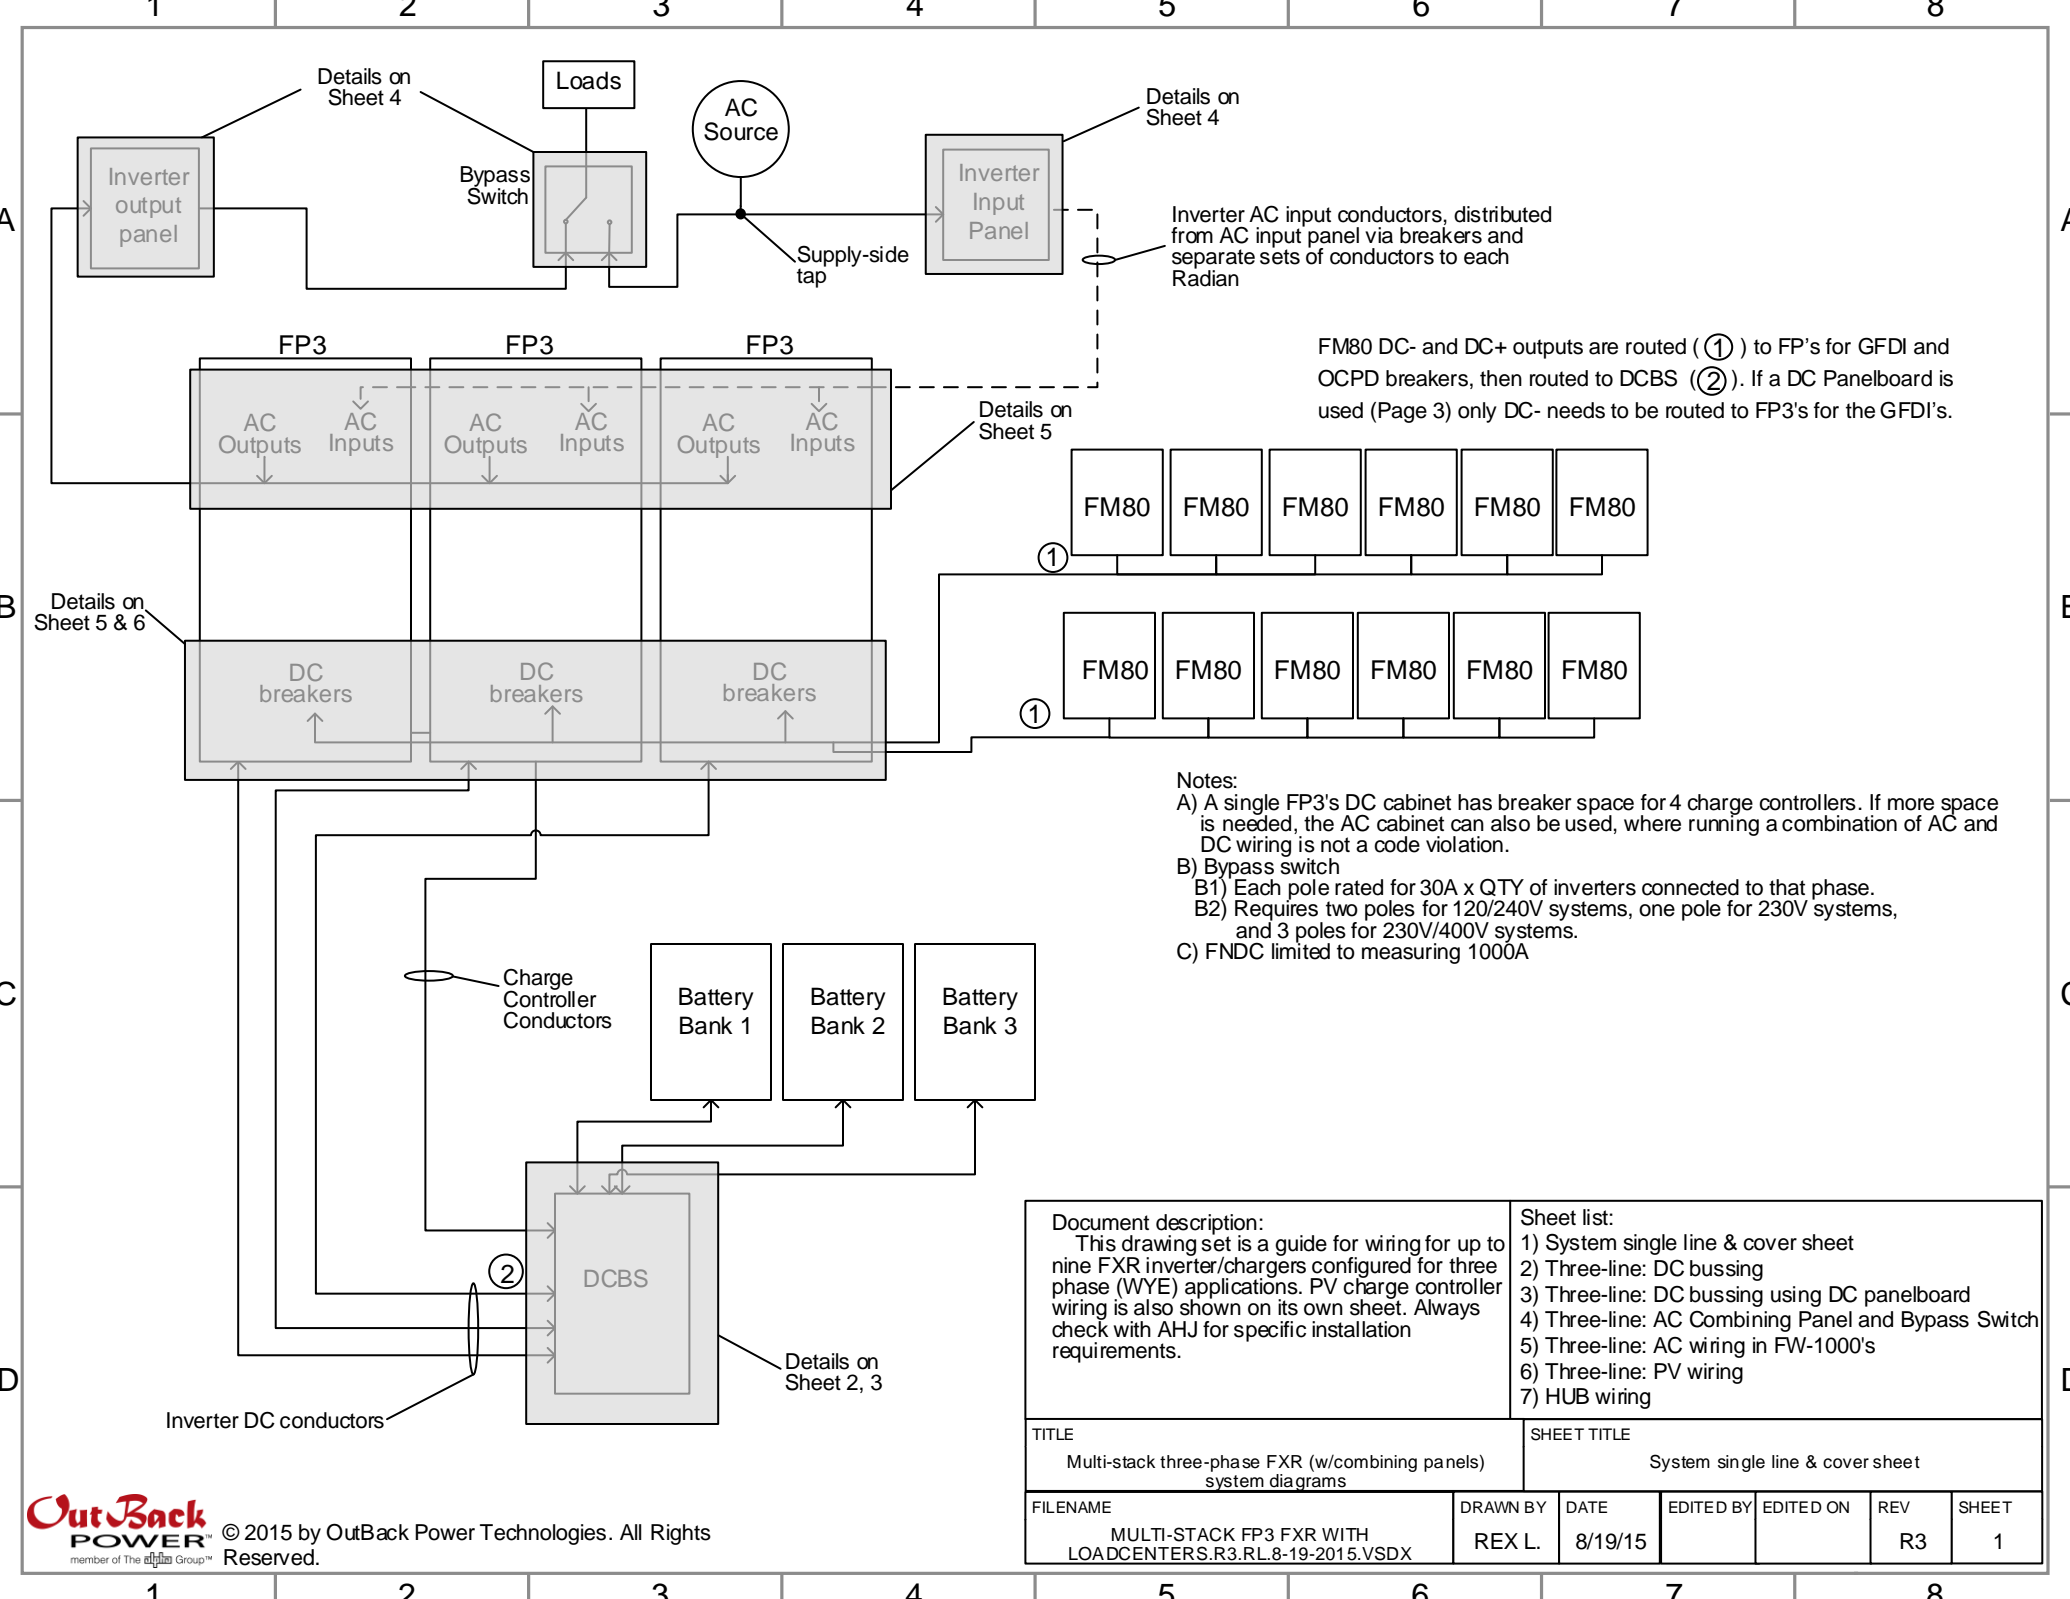 1 2 3 4 5 6 7 8
Details on
Sheet 4
Loads
AC
Source
Details on
Sheet 4
Inverter
output
panel
Bypass
Switch
Inverter
Input
Panel
A
A
Supply-side
tap
Inverter AC input conductors, distributed
from AC input panel via breakers and
separate sets of conductors to each
Radian
FP3 FP3 FP3
FM80 DC- and DC+ outputs are routed ( 1 ) to FP's for GFDI and
OCPD breakers, then routed to DCBS (2). If a DC Panelboard is
used (Page 3) only DC- needs to be routed to FP3's for the GFDI's.
AC
Outputs
AC
Inputs
AC
Outputs
AC
Inputs
AC
Outputs
AC
Inputs
Details on
Sheet 5
FM80 FM80 FM80 FM80 FM80 FM80
1
B
Details on
Sheet 5 & 6
FM80 FM80 FM80 FM80 FM80 FM80
1
DC
breakers
DC
breakers
DC
breakers
Notes:
A) A single FP3's DC cabinet has breaker space for 4 charge controllers. If more space
is needed, the AC cabinet can also be used, where running a combination of AC and
DC wiring is not a code violation.
B) Bypass switch
B1) Each pole rated for 30A x QTY of inverters connected to that phase.
B2) Requires two poles for 120/240V systems, one pole for 230V systems,
and 3 poles for 230V/400V systems.
C) FNDC limited to measuring 1000A
C
Charge
Controller
Conductors
Battery
Bank 1
Battery
Bank 2
Battery
Bank 3
2
DCBS
D
Details on
Sheet 2, 3
Inverter DC conductors
Document description:
This drawing set is a guide for wiring for up to
nine FXR inverter/chargers configured for three
phase (WYE) applications. PV charge controller
wiring is also shown on its own sheet. Always
check with AHJ for specific installation
requirements.
Sheet list:
1) System single line & cover sheet
2) Three-line: DC bussing
3) Three-line: DC bussing using DC panelboard
4) Three-line: AC Combining Panel and Bypass Switch
5) Three-line: AC wiring in FW-1000's
6) Three-line: PV wiring
7) HUB wiring
TITLE
Multi-stack three-phase FXR (w/combining panels)
system diagrams
SHEET TITLE
System single line & cover sheet
FILENAME
MULTI-STACK FP3 FXR WITH
LOADCENTERS.R3.RL.8-19-2015.VSDX
DRAWN BY
REX L.
DATE
8/19/15
EDITED BY
EDITED ON
REV
R3
SHEET
1
OutBack
POWER™
member of The alpha Group™
© 2015 by OutBack Power Technologies. All Rights
Reserved.
1 2 3 4 5 6 7 8